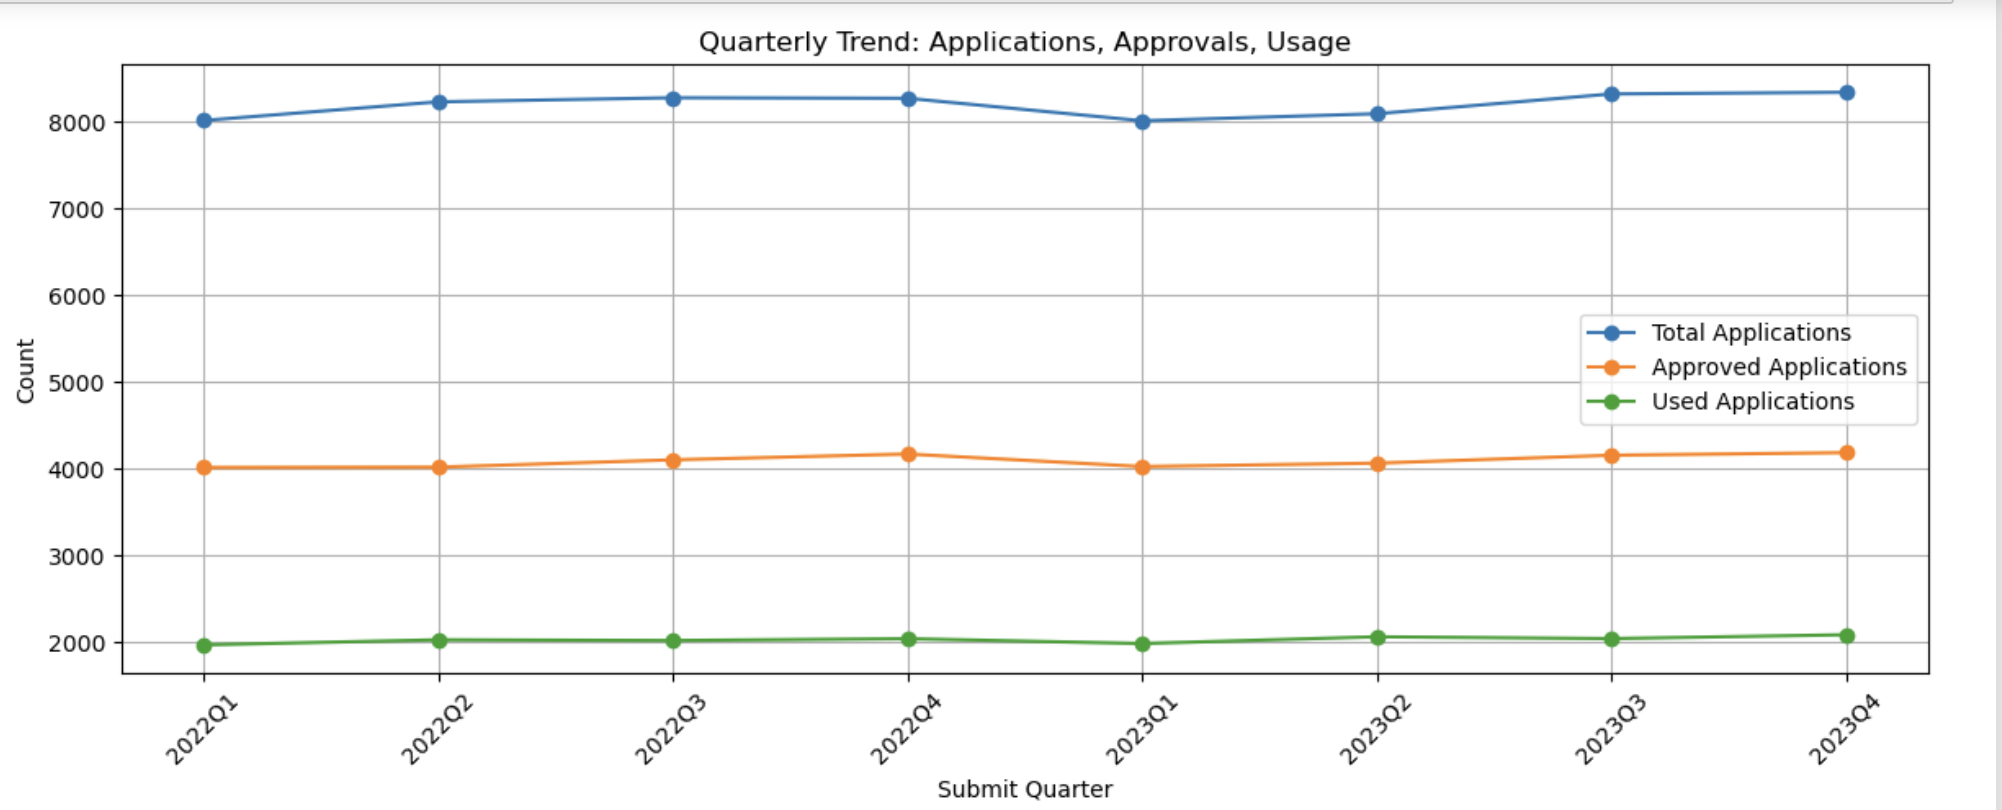 Quarterly Trend: Applications, Approvals, Usage
8000
7000
6000
5000
4000
3000
2000
Count
Total Applications
Approved Applications
Used Applications
2022Q1
2022Q2
2022Q3
2022Q4
2023Q1
2023Q2
2023Q3
2023Q4
Submit Quarter